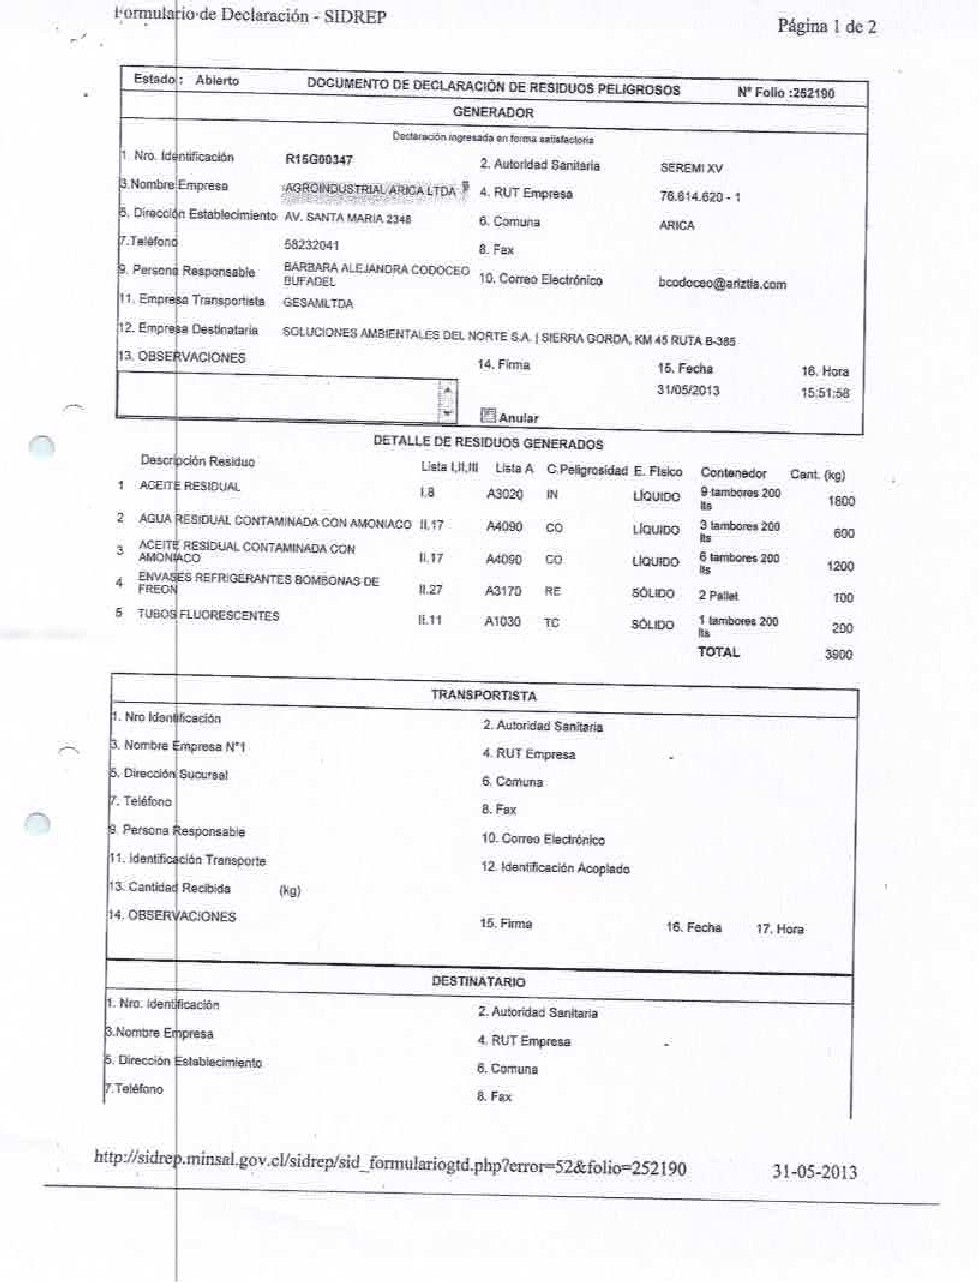 Formulario de Declaración - SIDREP
Página 1 de 2
Estado : Abierto DOCUMENTO DE DECLARACIÓN DE RESIDUOS PELIGROSOS Nº Folio :252190
GENERADOR
Declaración ingresada en forma satisfactoria
1. Nro. Identificación R15G00347 2. Autoridad Sanitaria SEREMI XV
3.Nombre Empresa AGROINDUSTRIAL ARICA LTDA 4. RUT Empresa 76.614.620 - 1
5. Dirección Establecimiento AV. SANTA MARIA 2348 6. Comuna ARICA
7.Teléfono 58232041 8. Fax
9. Persona Responsable BARBARA ALEJANDRA CODOCEO BUFADEL 10. Correo Electrónico bcodoceo@ariztia.com
11. Empresa Transportista GESAMLTDA
12. Empresa Destinataria SOLUCIONES AMBIENTALES DEL NORTE S.A. | SIERRA GORDA, KM 45 RUTA B-385
13. OBSERVACIONES 14. Firma 15. Fecha 16. Hora
31/05/2013 15:51:58
Anular
DETALLE DE RESIDUOS GENERADOS
Descripción Residuo Lista I,II,III Lista A C.Peligrosidad E. Físico Contenedor Cant. (kg)
1 ACEITE RESIDUAL I.8 A3020 IN LÍQUIDO 9 tambores 200 lts 1800
2 AGUA RESIDUAL CONTAMINADA CON AMONIACO II.17 A4090 CO LÍQUIDO 3 tambores 200 lts 600
3 ACEITE RESIDUAL CONTAMINADA CON AMONIACO II.17 A4090 CO LÍQUIDO 6 tambores 200 lts 1200
4 ENVASES REFRIGERANTES BOMBONAS DE FREON II.27 A3170 RE SÓLIDO 2 Pallet 100
5 TUBOS FLUORESCENTES II.11 A1030 TC SÓLIDO 1 tambores 200 lts 200
TOTAL 3900
TRANSPORTISTA
1. Nro Identificación 2. Autoridad Sanitaria
3. Nombre Empresa N°1 4. RUT Empresa -
5. Dirección Sucursal 6. Comuna
7. Teléfono 8. Fax
9. Persona Responsable 10. Correo Electrónico
11. Identificación Transporte 12. Identificación Acoplado
13. Cantidad Recibida (kg)
14. OBSERVACIONES 15. Firma 16. Fecha 17. Hora
DESTINATARIO
1. Nro. Identificación 2. Autoridad Sanitaria
3.Nombre Empresa 4. RUT Empresa -
5. Dirección Establecimiento 6. Comuna
7.Teléfono 8. Fax
http://sidrep.minsal.gov.cl/sidrep/sid_formulariogtd.php?error=52&folio=252190 31-05-2013